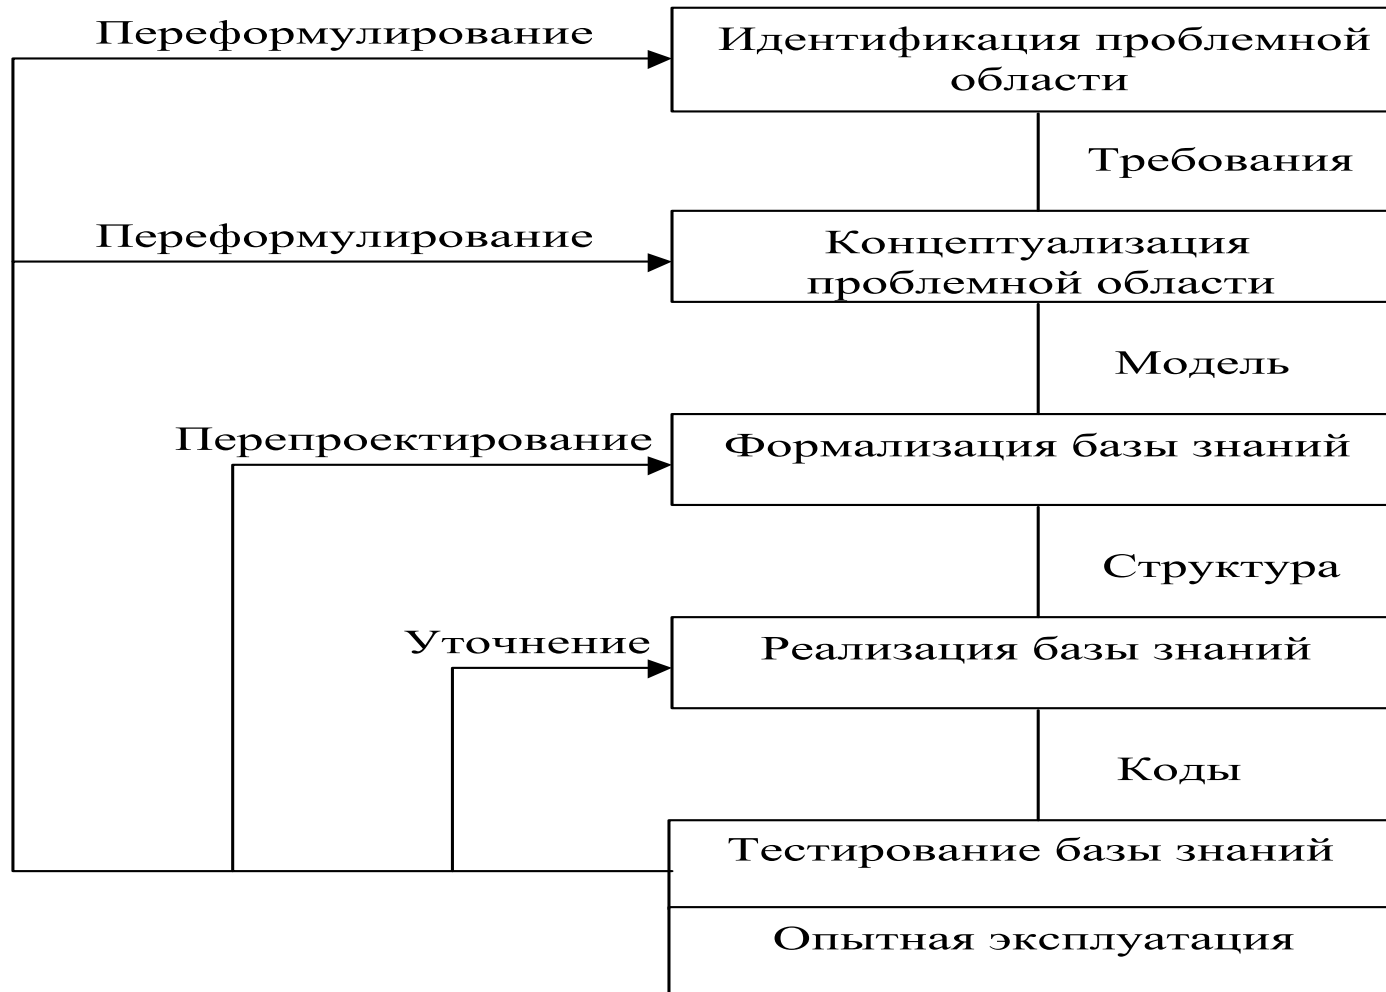 Переформулирование
Идентификация проблемной
области
Требования
Переформулирование
Концептуализация
проблемной области
Модель
Перепроектирование
Формализация базы знаний
Структура
Уточнение
Реализация базы знаний
Коды
Тестирование базы знаний
Опытная эксплуатация